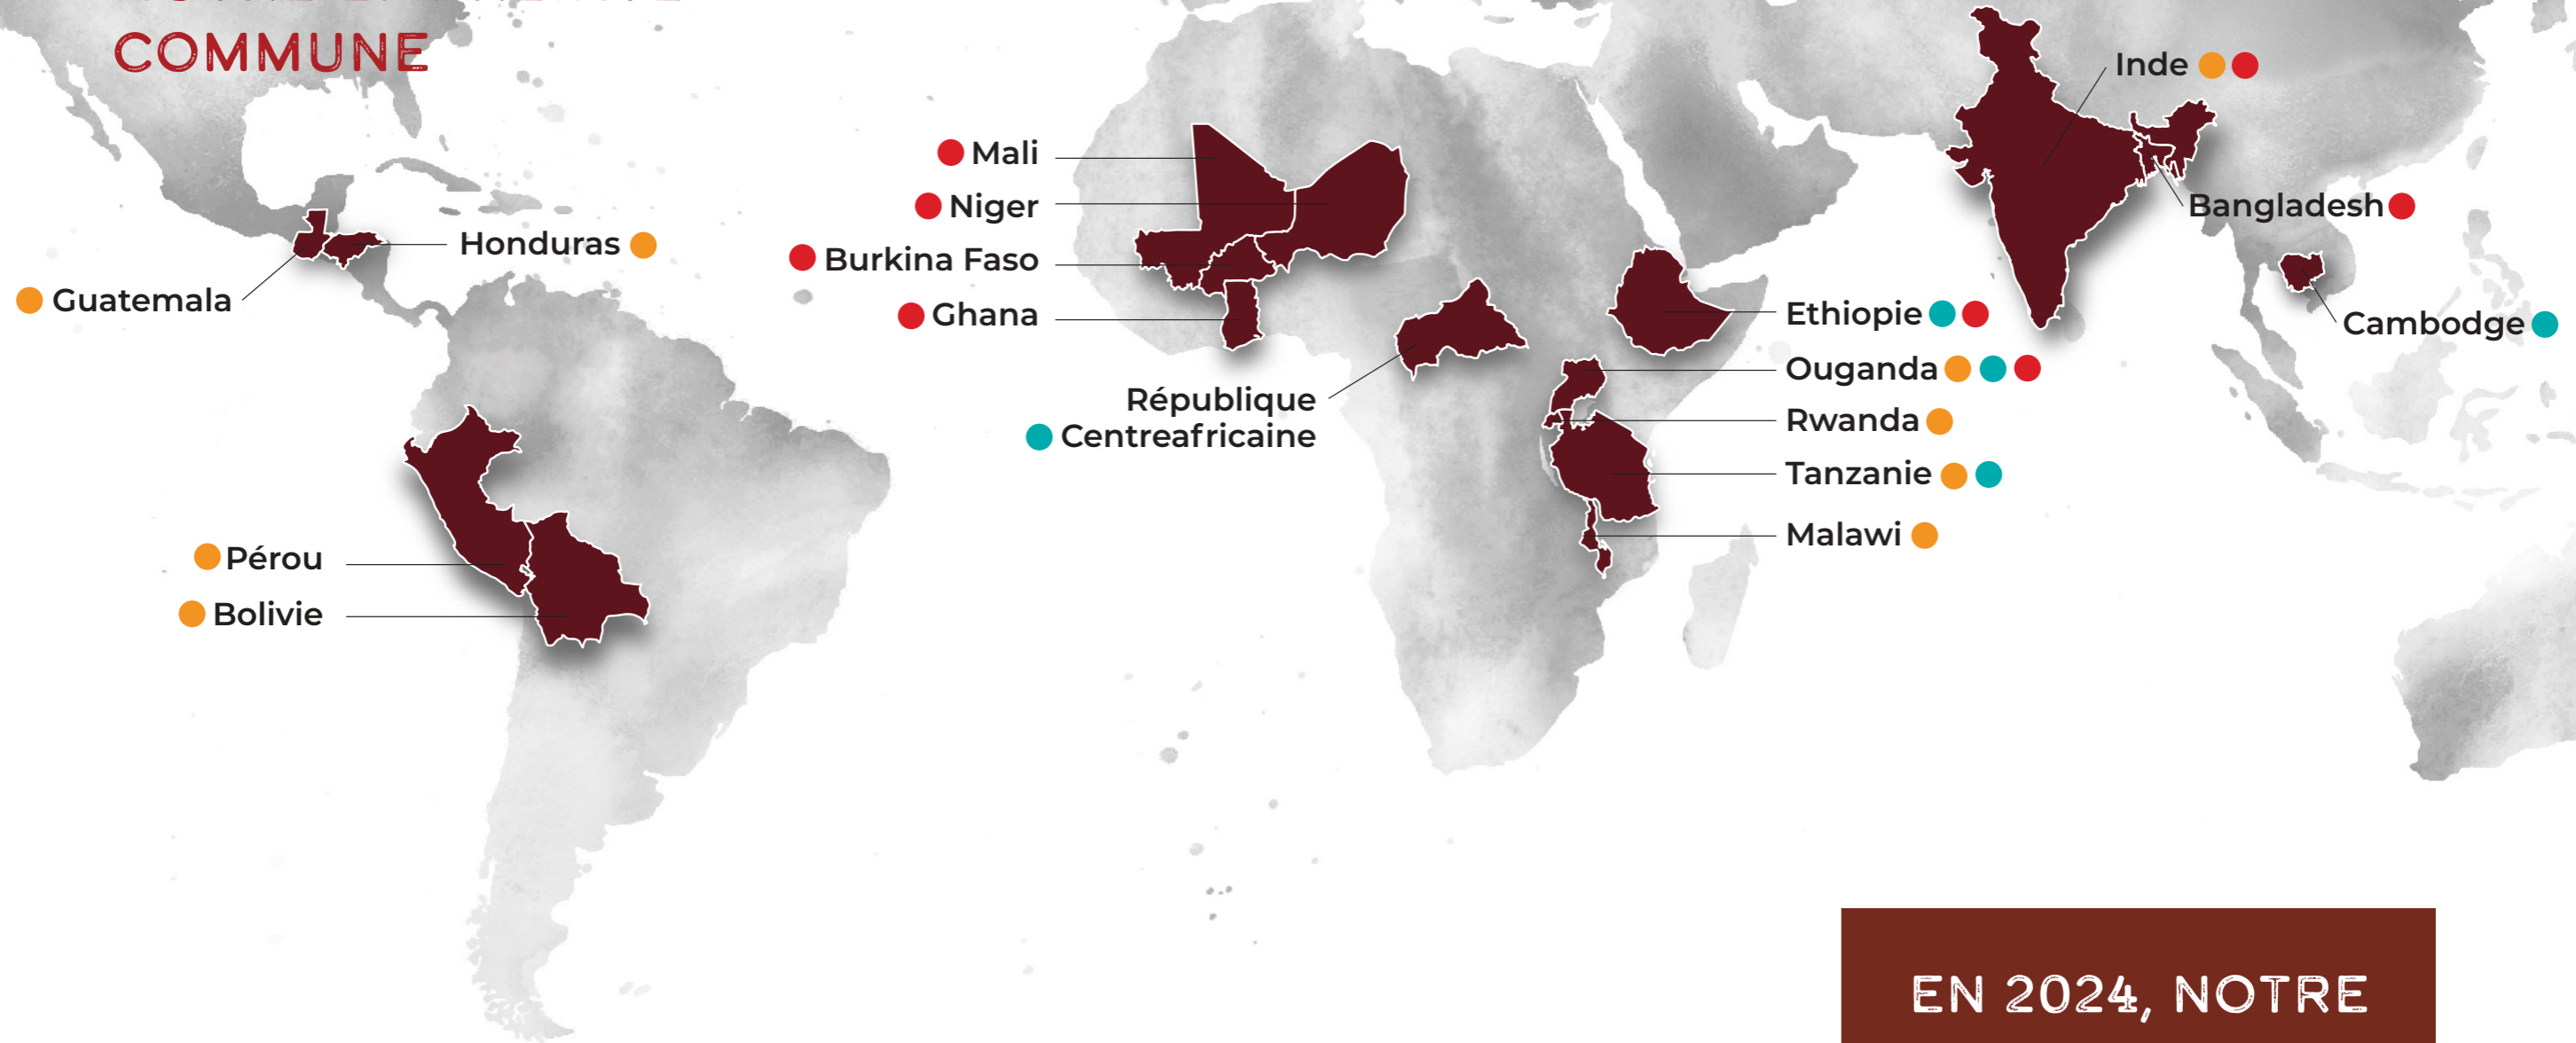 COMMUNE
Inde
Mali
Niger
Bangladesh
Honduras
Burkina Faso
Guatemala
Ghana
Ethiopie
Cambodge
Ouganda
République
Centreafricaine
Rwanda
Tanzanie
Malawi
Pérou
Bolivie
EN 2024, NOTRE